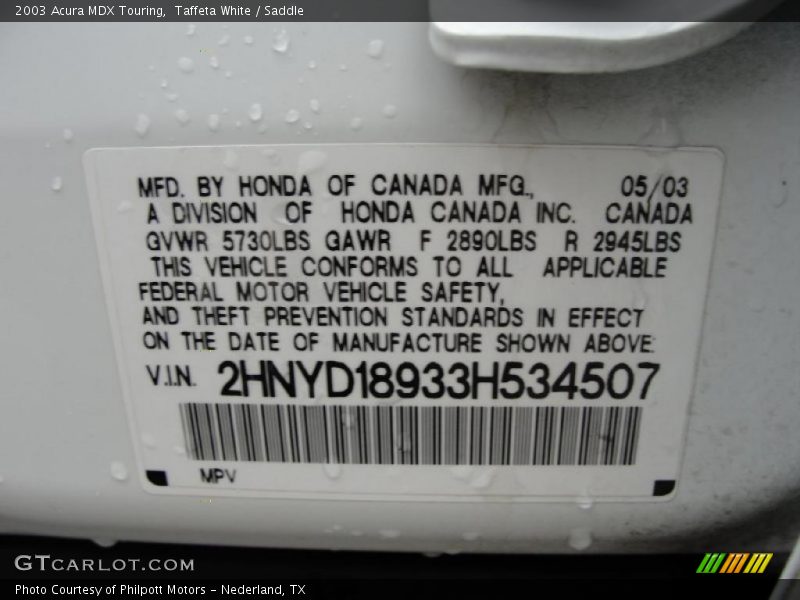 2003 Acura MDX Touring, Taffeta White / Saddle
MFD. BY HONDA OF CANADA MFG., 05/03
A DIVISION OF HONDA CANADA INC. CANADA
GVWR 5730LBS GAWR F 2890LBS R 2945LBS
THIS VEHICLE CONFORMS TO ALL APPLICABLE
FEDERAL MOTOR VEHICLE SAFETY,
AND THEFT PREVENTION STANDARDS IN EFFECT
ON THE DATE OF MANUFACTURE SHOWN ABOVE.
V.I.N. 2HNYD18933H534507
MPV
GTCARLOT.COM
Photo Courtesy of Philpott Motors - Nederland, TX